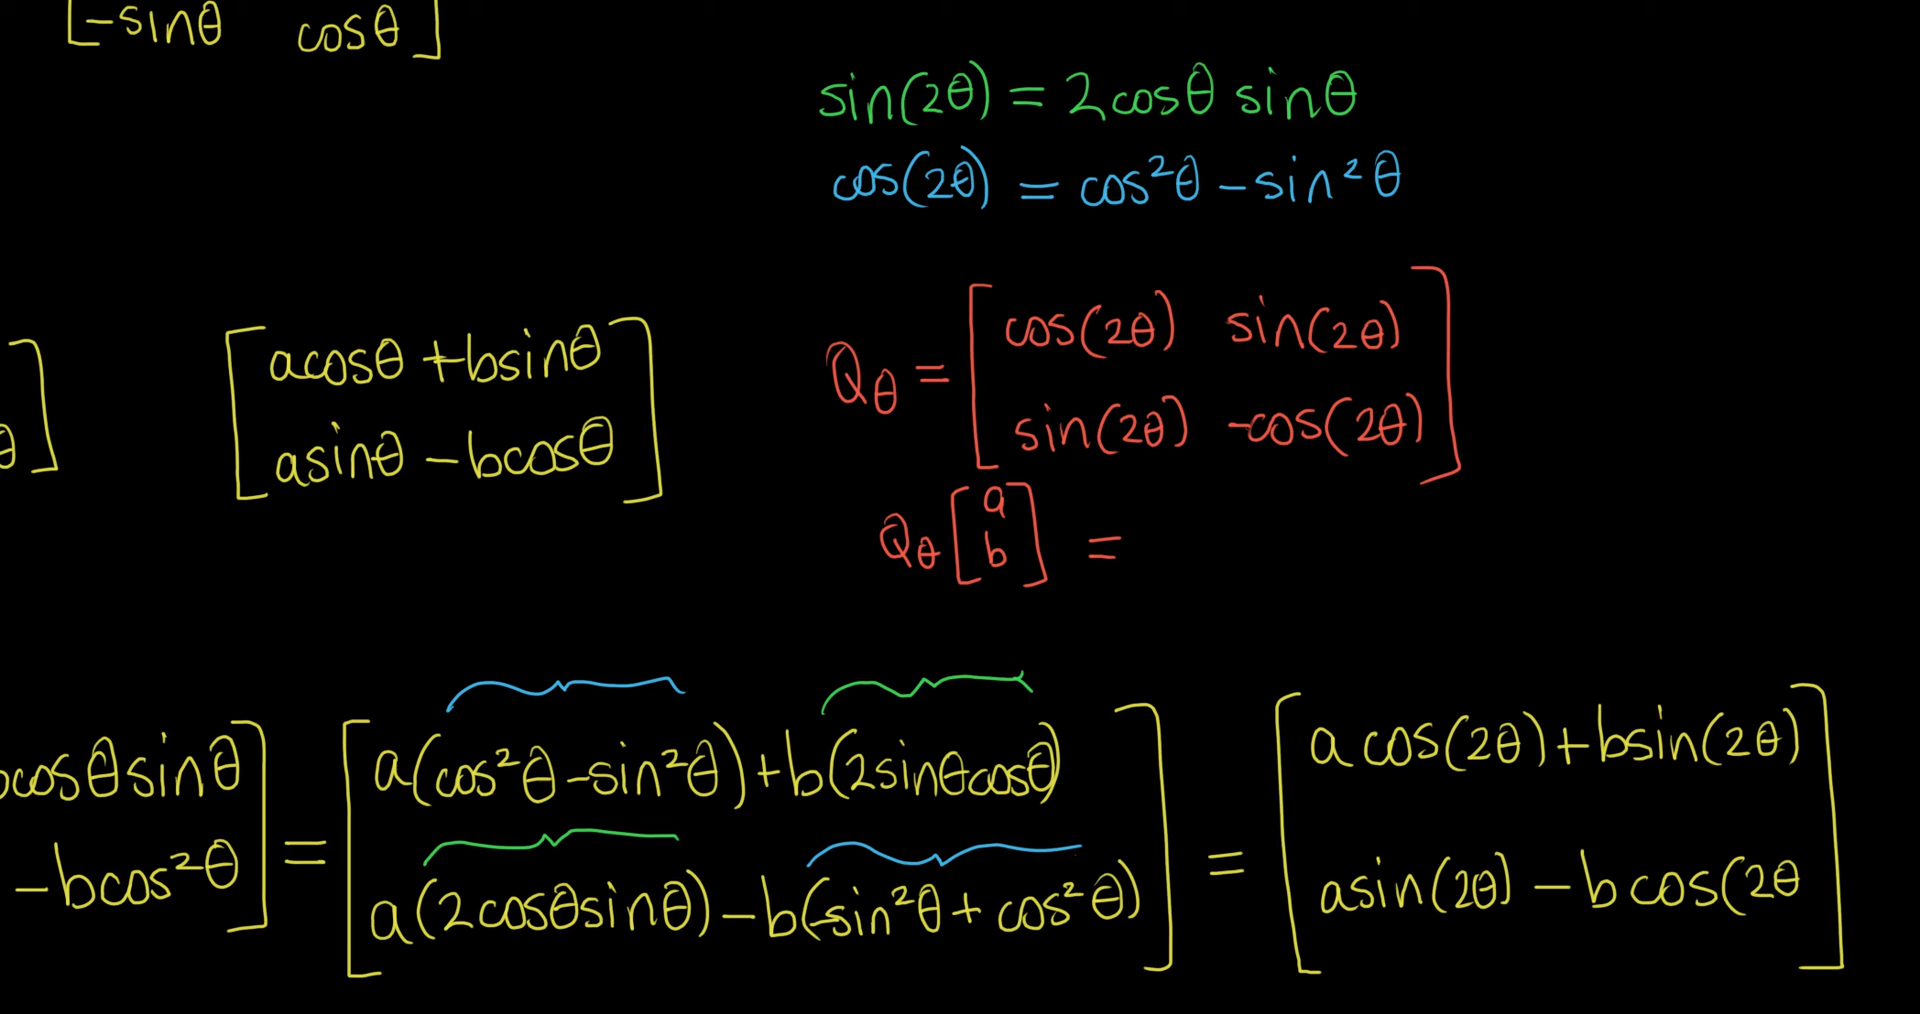 [-sinθ cosθ]
sin(2θ) = 2cosθ sinθ
cos(2θ) = cos²θ - sin²θ
[acosθ + bsinθ
asinθ - bcosθ]
θ]
Qθ = [cos(2θ) sin(2θ)
sin(2θ) -cos(2θ)]
Qθ [a
b] =
bcosθsinθ
-bcos²θ] = [a(cos²θ - sin²θ) + b(2sinθcosθ)
a(2cosθsinθ) - b(-sin²θ + cos²θ)] = [acos(2θ) + bsin(2θ)
asin(2θ) - bcos(2θ]